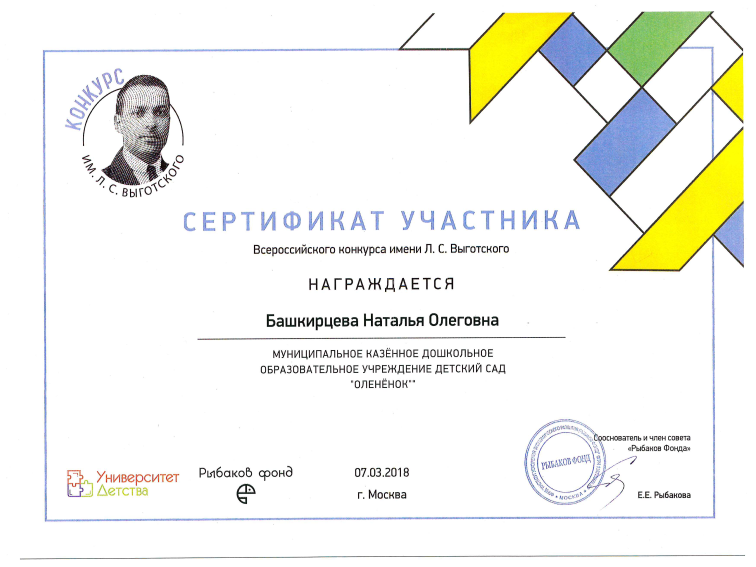 КОНКУРС
ИМ. Л. С. ВЫГОТСКОГО
СЕРТИФИКАТ УЧАСТНИКА
Всероссийского конкурса имени Л. С. Выготского
НАГРАЖДАЕТСЯ
Башкирцева Наталья Олеговна
МУНИЦИПАЛЬНОЕ КАЗЁННОЕ ДОШКОЛЬНОЕ
ОБРАЗОВАТЕЛЬНОЕ УЧРЕЖДЕНИЕ ДЕТСКИЙ САД
"ОЛЕНЁНОК""
Университет
Детства
Рыбаков фонд
07.03.2018
г. Москва
РЫБАКОВ ФОНД
МОСКВА
Сооснователь и член совета
«Рыбаков Фонда»
Е.Е. Рыбакова